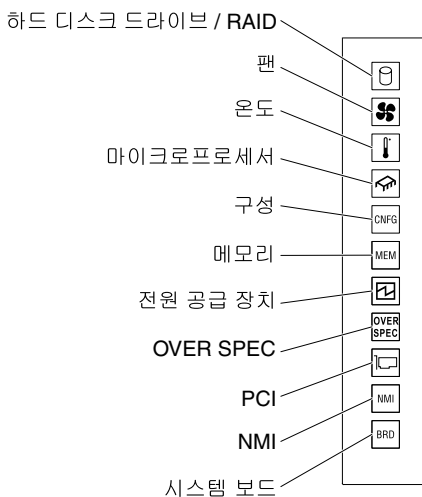 하드 디스크 드라이브 / RAID
팬
온도
마이크로프로세서
구성
CNFG
메모리
MEM
전원 공급 장치
OVER SPEC
OVER
SPEC
PCI
NMI
NMI
시스템 보드
BRD